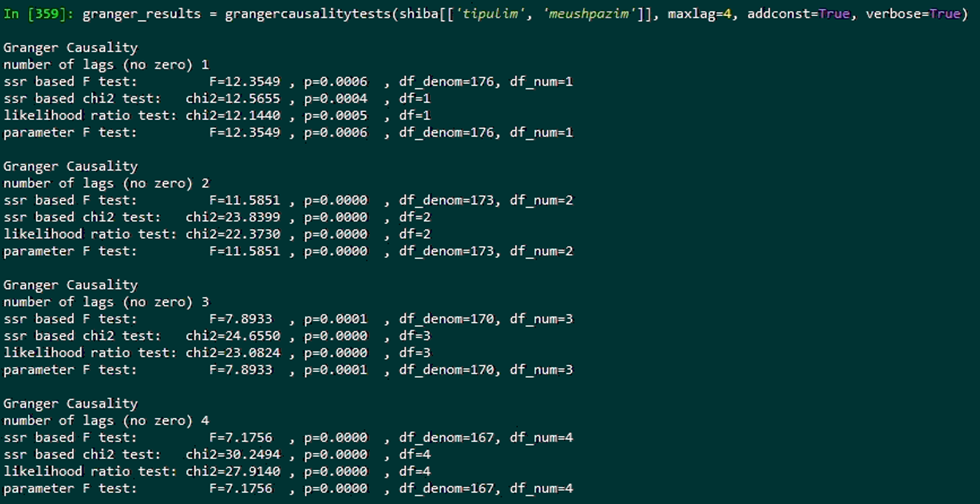 In [359]: granger_results = grangercausalitytests(shiba[['tipulim', 'meushpazim']], maxlag=4, addconst=True, verbose=True)
Granger Causality
number of lags (no zero) 1
ssr based F test:         F=12.3549 , p=0.0006  , df_denom=176, df_num=1
ssr based chi2 test:   chi2=12.5655 , p=0.0004  , df=1
likelihood ratio test: chi2=12.1440 , p=0.0005  , df=1
parameter F test:         F=12.3549 , p=0.0006  , df_denom=176, df_num=1
Granger Causality
number of lags (no zero) 2
ssr based F test:         F=11.5851 , p=0.0000  , df_denom=173, df_num=2
ssr based chi2 test:   chi2=23.8399 , p=0.0000  , df=2
likelihood ratio test: chi2=22.3730 , p=0.0000  , df=2
parameter F test:         F=11.5851 , p=0.0000  , df_denom=173, df_num=2
Granger Causality
number of lags (no zero) 3
ssr based F test:         F=7.8933  , p=0.0001  , df_denom=170, df_num=3
ssr based chi2 test:   chi2=24.6550 , p=0.0000  , df=3
likelihood ratio test: chi2=23.0824 , p=0.0000  , df=3
parameter F test:         F=7.8933  , p=0.0001  , df_denom=170, df_num=3
Granger Causality
number of lags (no zero) 4
ssr based F test:         F=7.1756  , p=0.0000  , df_denom=167, df_num=4
ssr based chi2 test:   chi2=30.2494 , p=0.0000  , df=4
likelihood ratio test: chi2=27.9140 , p=0.0000  , df=4
parameter F test:         F=7.1756  , p=0.0000  , df_denom=167, df_num=4